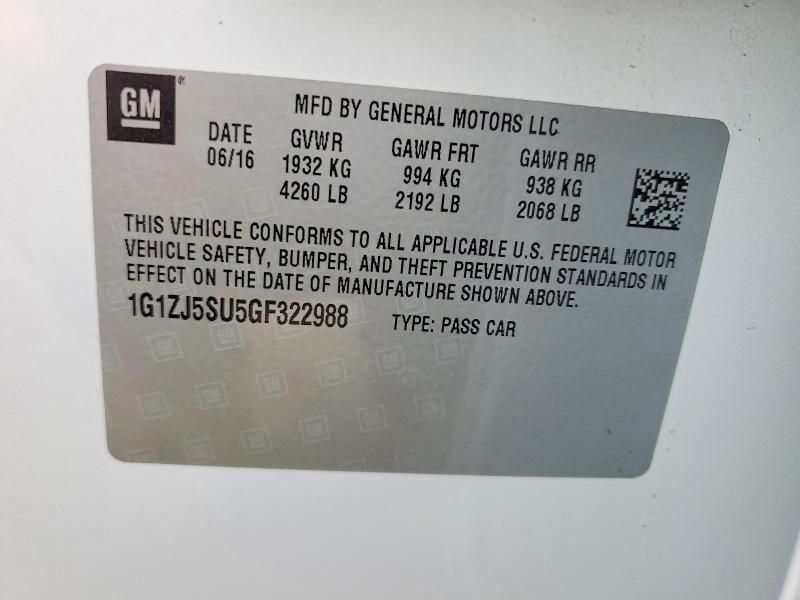 GM ®
MFD BY GENERAL MOTORS LLC
DATE GVWR GAWR FRT GAWR RR
06/16 1932 KG 994 KG 938 KG
4260 LB 2192 LB 2068 LB
THIS VEHICLE CONFORMS TO ALL APPLICABLE U.S. FEDERAL MOTOR
VEHICLE SAFETY, BUMPER, AND THEFT PREVENTION STANDARDS IN
EFFECT ON THE DATE OF MANUFACTURE SHOWN ABOVE.
1G1ZJ5SU5GF322988 TYPE: PASS CAR